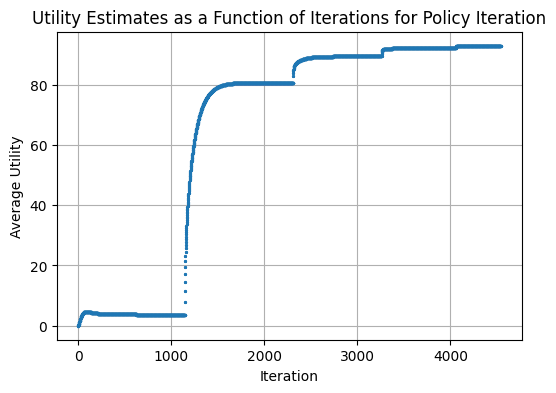 Utility Estimates as a Function of Iterations for Policy Iteration
Average Utility
80
60
40
20
0
0 1000 2000 3000 4000
Iteration